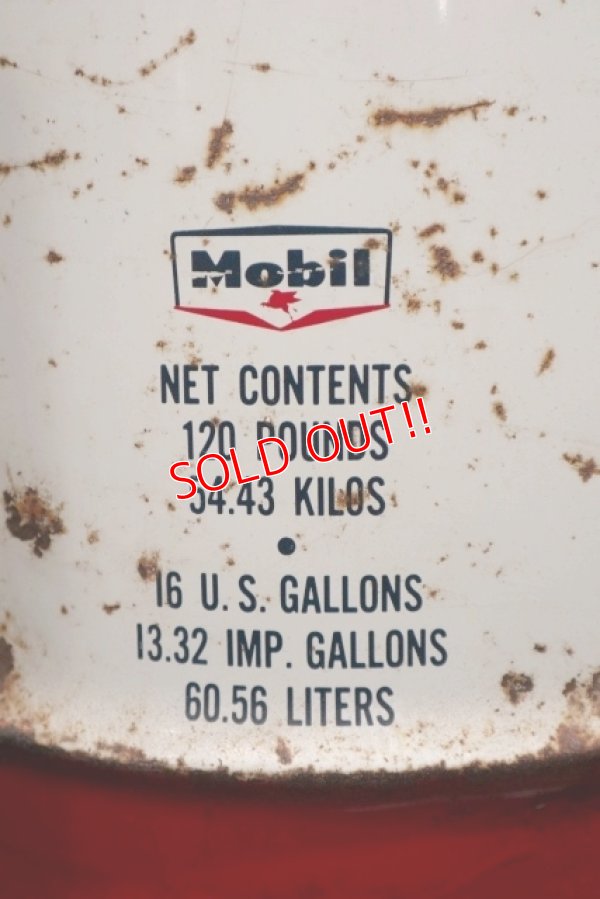 Mobil
NET CONTENTS
120 POUNDS
54.43 KILOS
SOLD OUT!!
•
16 U.S. GALLONS
13.32 IMP. GALLONS
60.56 LITERS